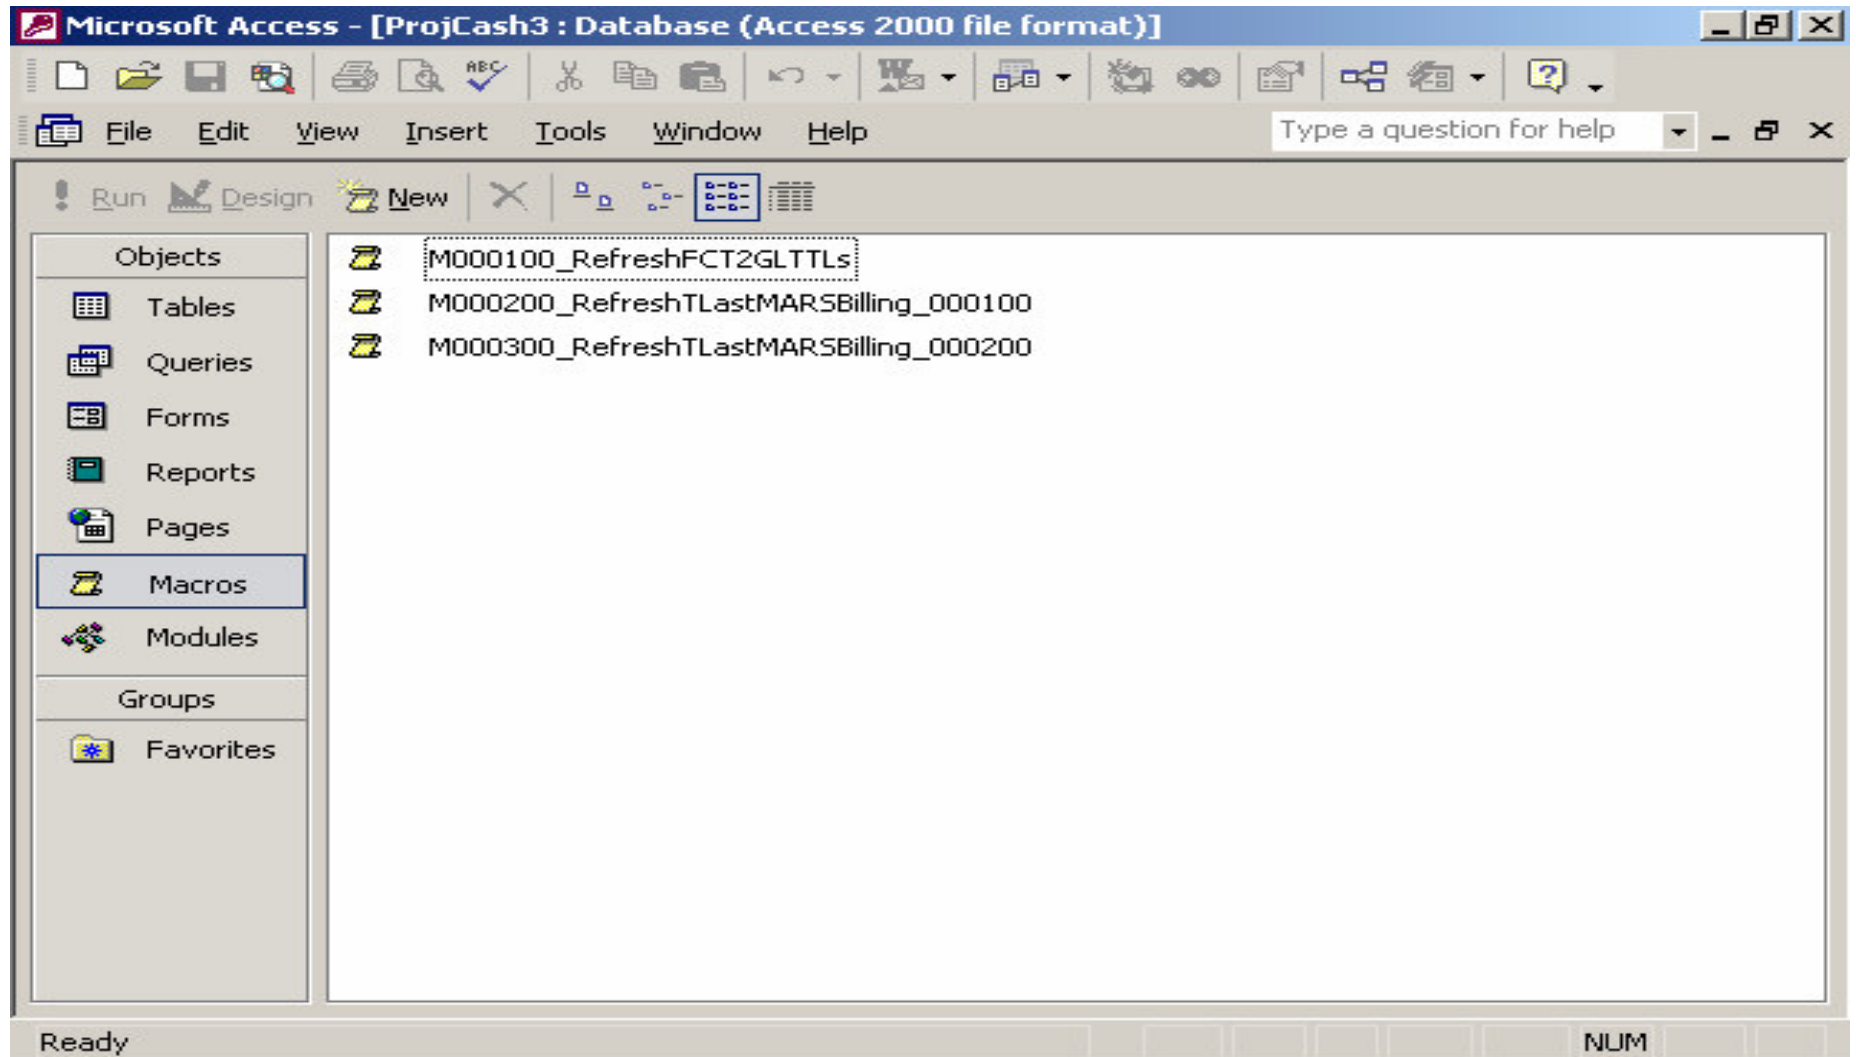 Microsoft Access - [ProjCash3 : Database (Access 2000 file format)]
ABC
File Edit View Insert Tools Window Help Type a question for help
Run Design New
Objects
Tables
Queries
Forms
Reports
Pages
Macros
Modules
Groups
Favorites
M000100_RefreshFCT2GLTTLs
M000200_RefreshTLastMARSBilling_000100
M000300_RefreshTLastMARSBilling_000200
Ready NUM